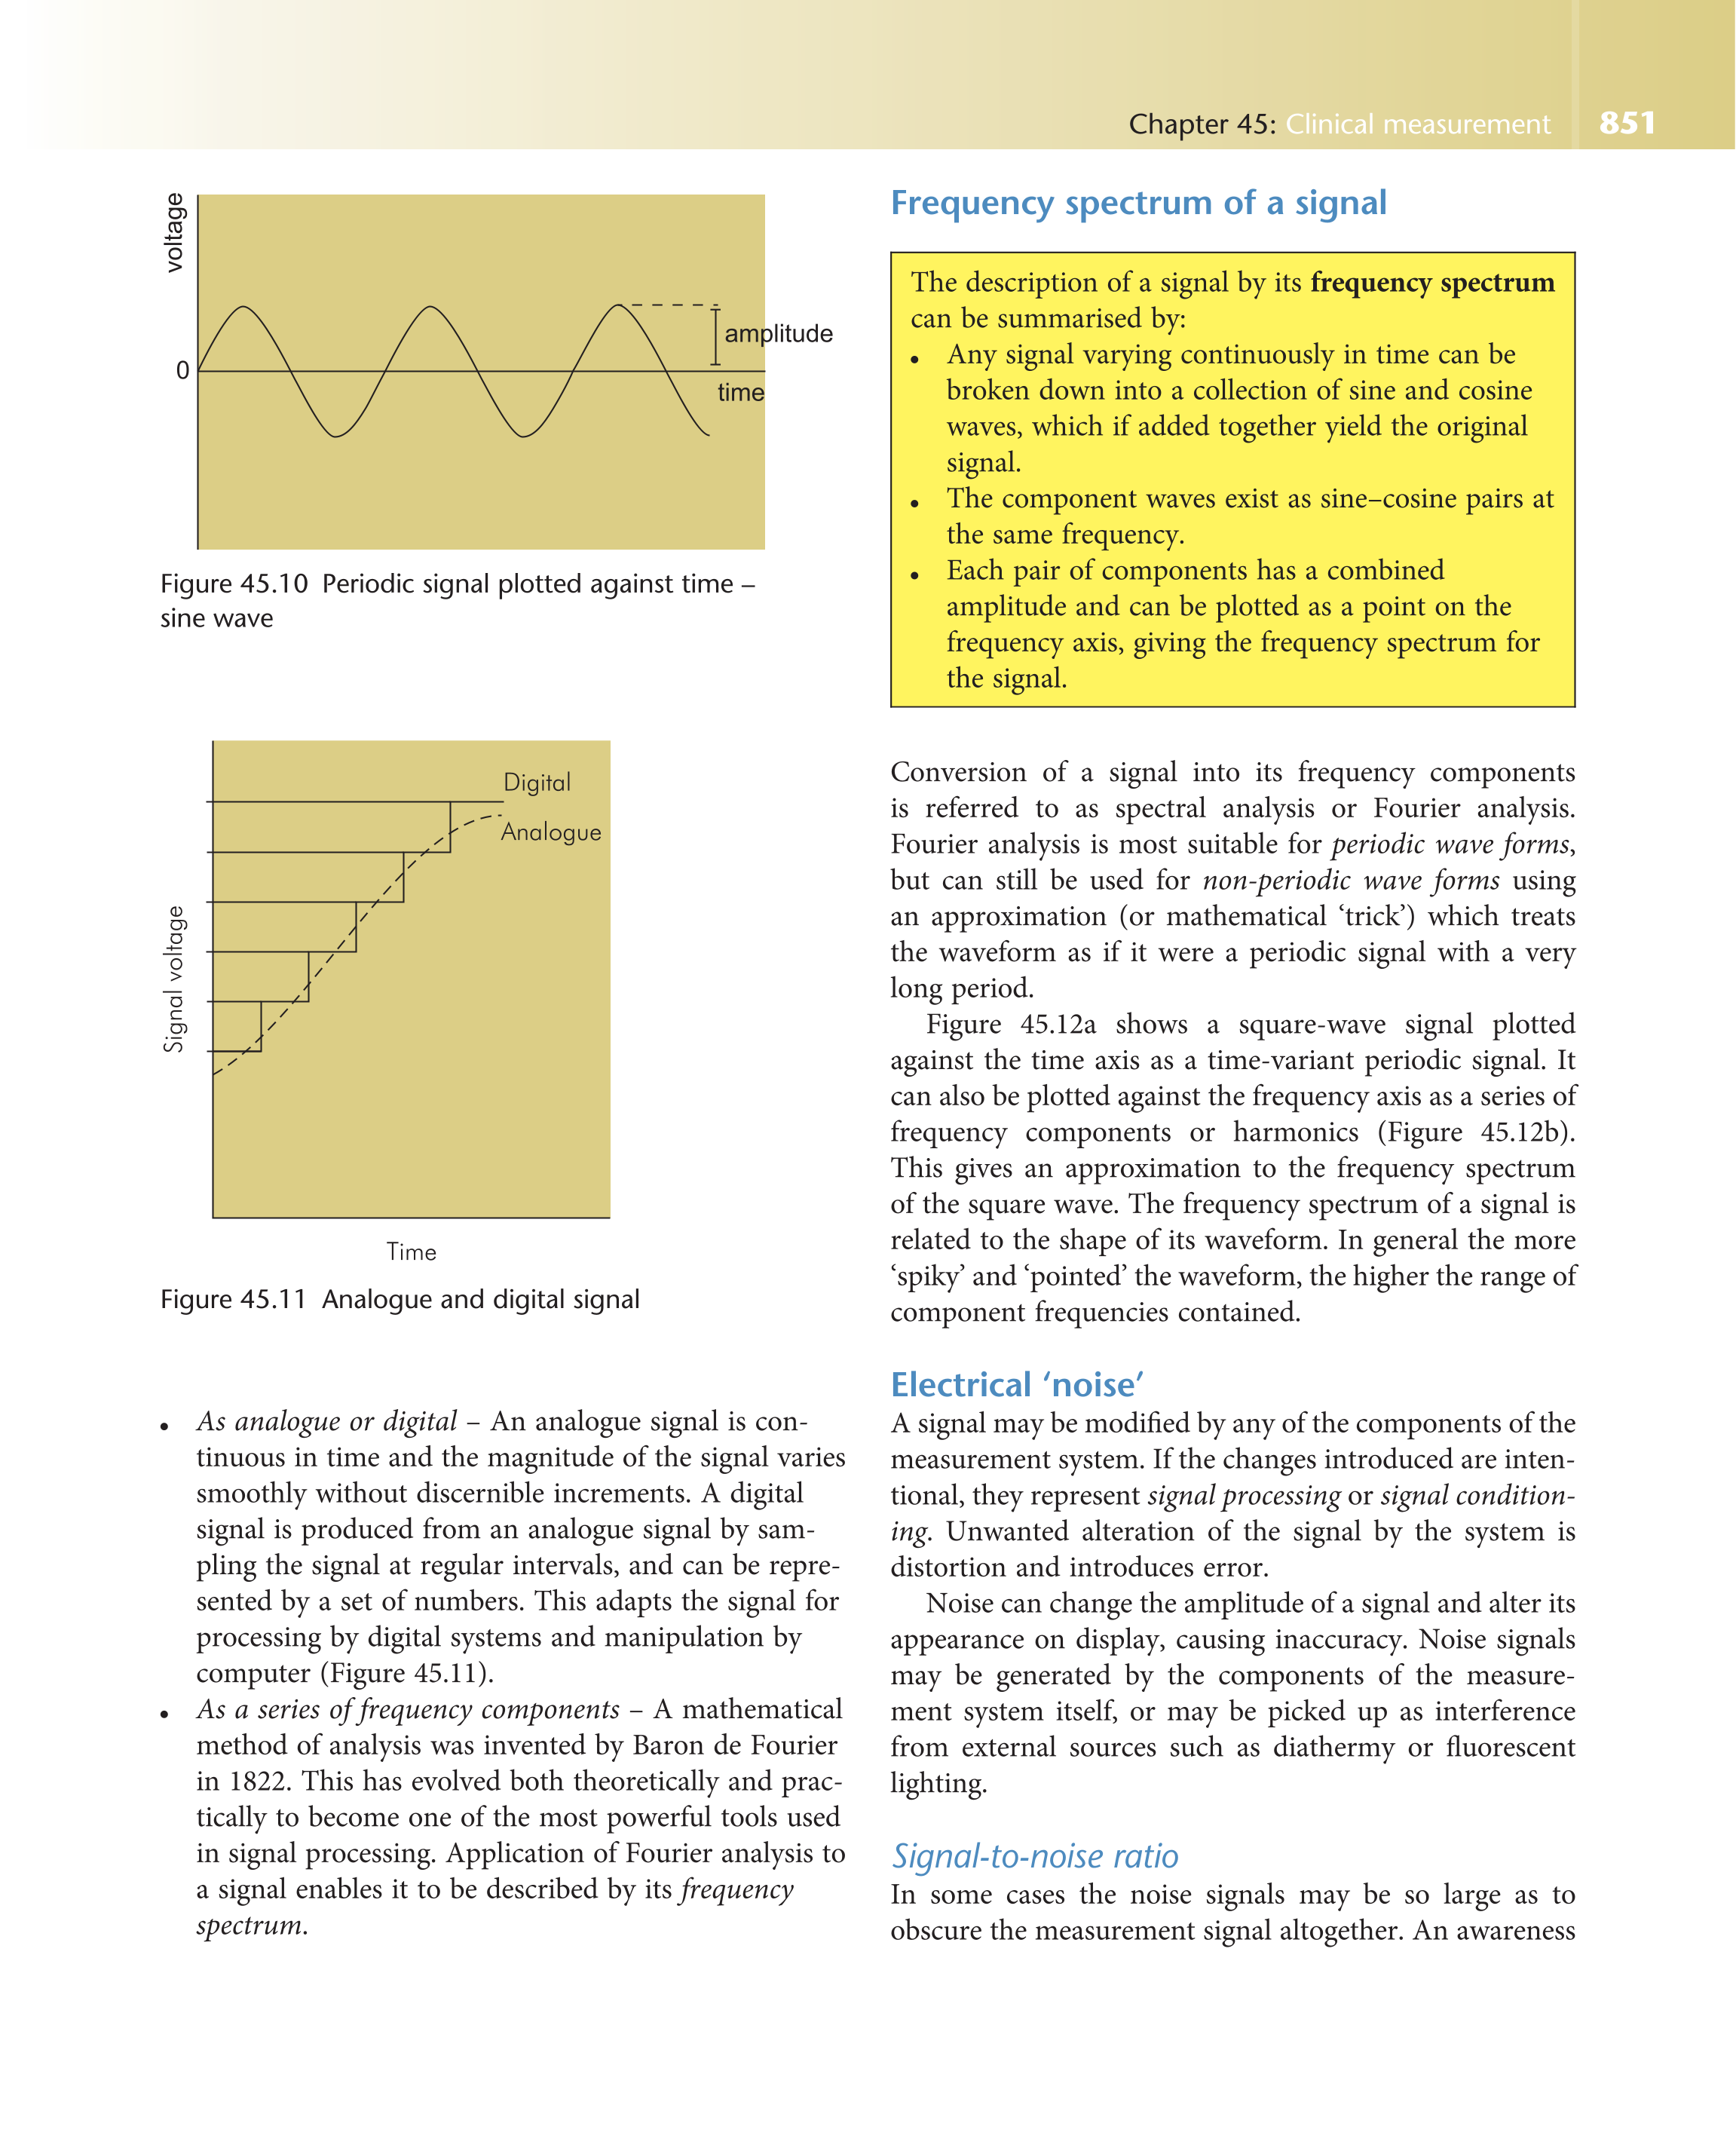 Chapter 45: Clinical measurement 851
voltage
0
amplitude
time
Figure 45.10 Periodic signal plotted against time –
sine wave
Digital
Analogue
Signal voltage
Time
Figure 45.11 Analogue and digital signal
• As analogue or digital – An analogue signal is con-
tinuous in time and the magnitude of the signal varies
smoothly without discernible increments. A digital
signal is produced from an analogue signal by sam-
pling the signal at regular intervals, and can be repre-
sented by a set of numbers. This adapts the signal for
processing by digital systems and manipulation by
computer (Figure 45.11).
• As a series of frequency components – A mathematical
method of analysis was invented by Baron de Fourier
in 1822. This has evolved both theoretically and prac-
tically to become one of the most powerful tools used
in signal processing. Application of Fourier analysis to
a signal enables it to be described by its frequency
spectrum.
Frequency spectrum of a signal
The description of a signal by its frequency spectrum
can be summarised by:
• Any signal varying continuously in time can be
broken down into a collection of sine and cosine
waves, which if added together yield the original
signal.
• The component waves exist as sine–cosine pairs at
the same frequency.
• Each pair of components has a combined
amplitude and can be plotted as a point on the
frequency axis, giving the frequency spectrum for
the signal.
Conversion of a signal into its frequency components
is referred to as spectral analysis or Fourier analysis.
Fourier analysis is most suitable for periodic wave forms,
but can still be used for non-periodic wave forms using
an approximation (or mathematical ‘trick’) which treats
the waveform as if it were a periodic signal with a very
long period.
Figure 45.12a shows a square-wave signal plotted
against the time axis as a time-variant periodic signal. It
can also be plotted against the frequency axis as a series of
frequency components or harmonics (Figure 45.12b).
This gives an approximation to the frequency spectrum
of the square wave. The frequency spectrum of a signal is
related to the shape of its waveform. In general the more
‘spiky’ and ‘pointed’ the waveform, the higher the range of
component frequencies contained.
Electrical ‘noise’
A signal may be modified by any of the components of the
measurement system. If the changes introduced are inten-
tional, they represent signal processing or signal condition-
ing. Unwanted alteration of the signal by the system is
distortion and introduces error.
Noise can change the amplitude of a signal and alter its
appearance on display, causing inaccuracy. Noise signals
may be generated by the components of the measure-
ment system itself, or may be picked up as interference
from external sources such as diathermy or fluorescent
lighting.
Signal-to-noise ratio
In some cases the noise signals may be so large as to
obscure the measurement signal altogether. An awareness